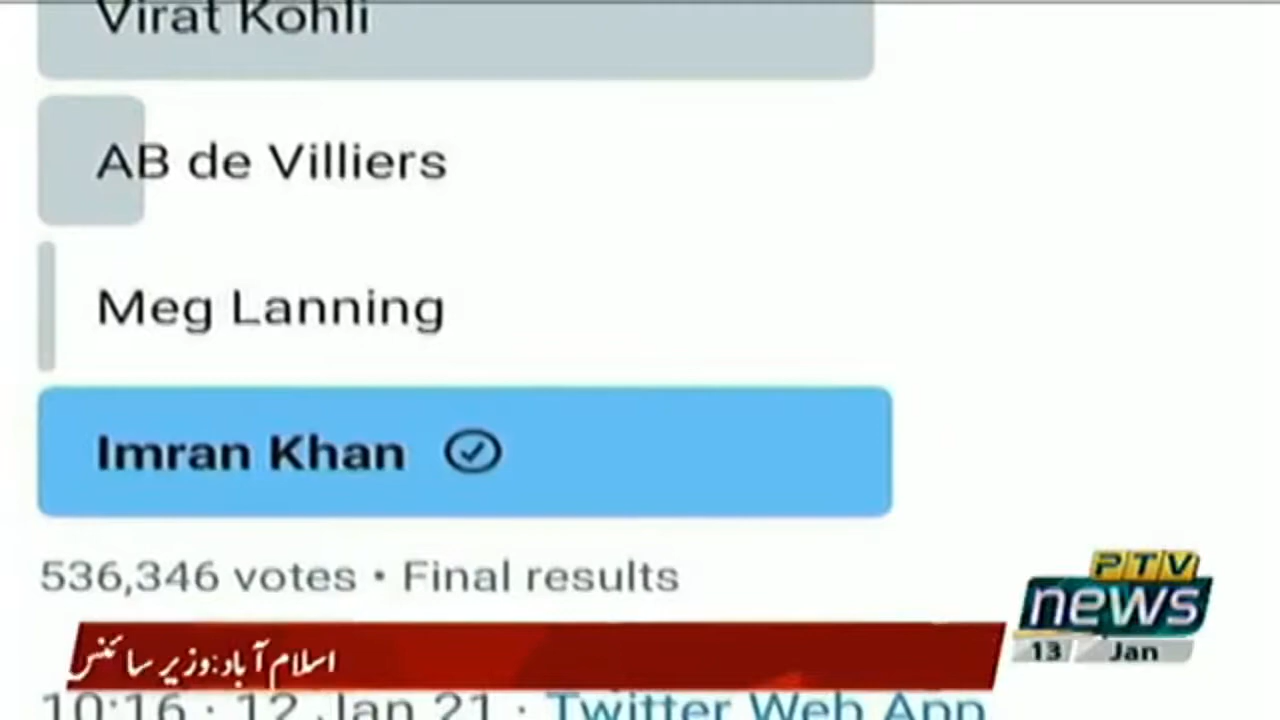 Virat Kohli
AB de Villiers
Meg Lanning
Imran Khan
536,346 votes • Final results
PTV
news
13 Jan
اسلام آباد:وزیر سائنس
10:16 · 12 Jan 21 · Twitter Web App